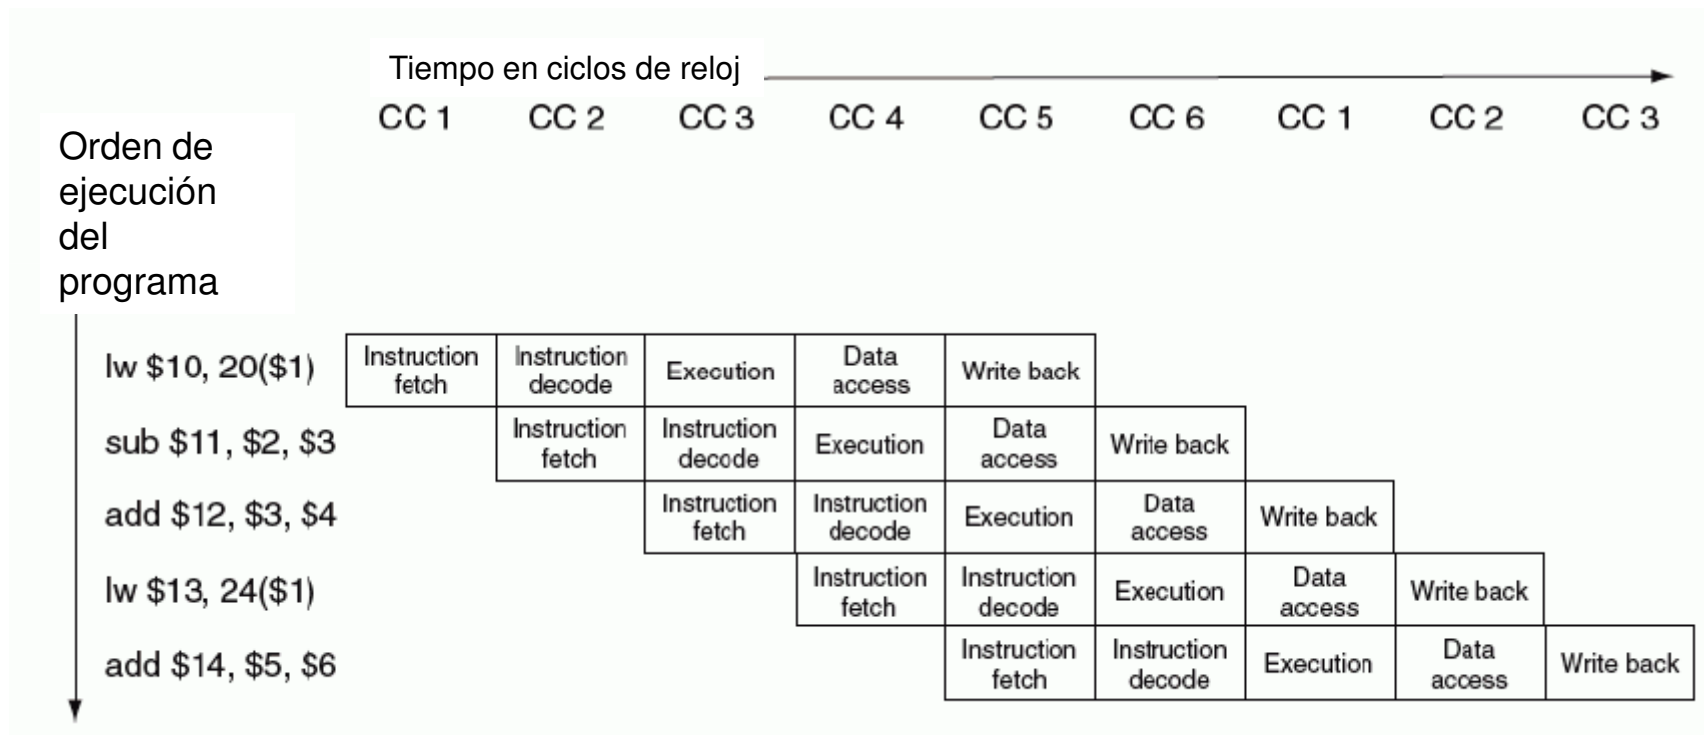 Tiempo en ciclos de reloj
CC 1 CC 2 CC 3 CC 4 CC 5 CC 6 CC 1 CC 2 CC 3
Orden de
ejecución
del
programa
lw $10, 20($1)
Instruction
fetch
Instruction
decode
Execution
Data
access
Write back
sub $11, $2, $3
Instruction
fetch
Instruction
decode
Execution
Data
access
Write back
add $12, $3, $4
Instruction
fetch
Instruction
decode
Execution
Data
access
Write back
lw $13, 24($1)
Instruction
fetch
Instruction
decode
Execution
Data
access
Write back
add $14, $5, $6
Instruction
fetch
Instruction
decode
Execution
Data
access
Write back